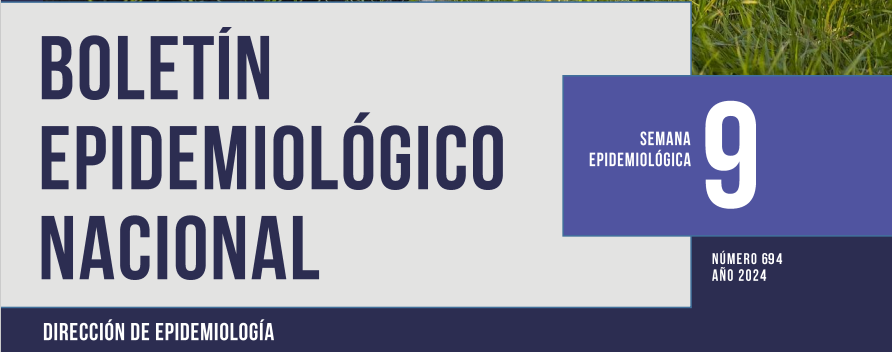 BOLETÍN
EPIDEMIOLÓGICO
NACIONAL
SEMANA
EPIDEMIOLÓGICA
9
NÚMERO 694
AÑO 2024
DIRECCIÓN DE EPIDEMIOLOGÍA